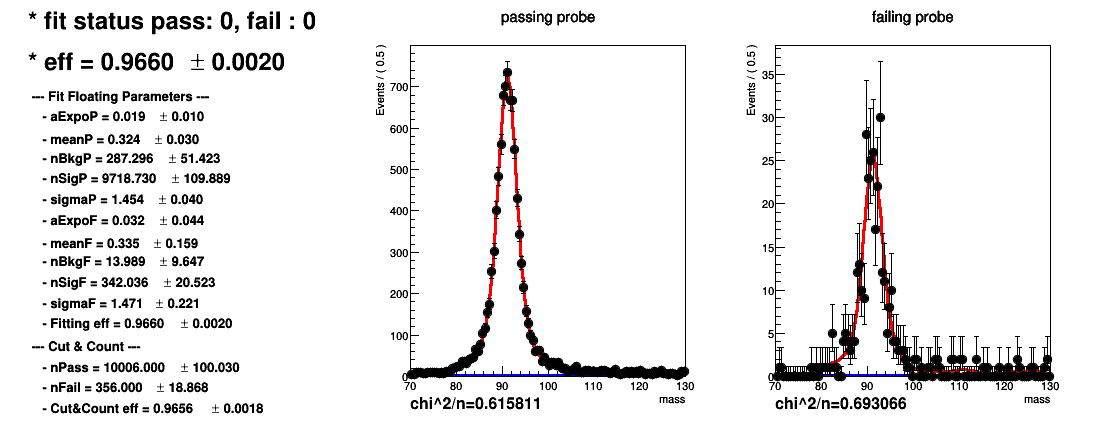 * fit status pass: 0, fail : 0
* eff = 0.9660 ± 0.0020
--- Fit Floating Parameters ---
- aExpoP = 0.019 ± 0.010
- meanP = 0.324 ± 0.030
- nBkgP = 287.296 ± 51.423
- nSigP = 9718.730 ± 109.889
- sigmaP = 1.454 ± 0.040
- aExpoF = 0.032 ± 0.044
- meanF = 0.335 ± 0.159
- nBkgF = 13.989 ± 9.647
- nSigF = 342.036 ± 20.523
- sigmaF = 1.471 ± 0.221
- Fitting eff = 0.9660 ± 0.0020
--- Cut & Count ---
- nPass = 10006.000 ± 100.030
- nFail = 356.000 ± 18.868
- Cut&Count eff = 0.9656 ± 0.0018
passing probe
Events / ( 0.5 )
700
600
500
400
300
200
100
0
70 80 90 100 110 120 130
mass
chi^2/n=0.615811
failing probe
Events / ( 0.5 )
35
30
25
20
15
10
5
0
70 80 90 100 110 120 130
mass
chi^2/n=0.693066